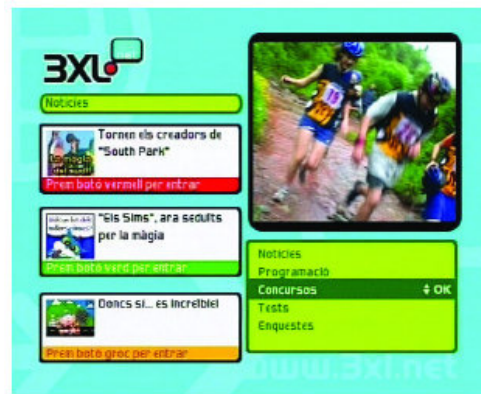 3XL
Notícies
Tornen els creadors de
"South Park"
Prem botó vermell per entrar
"Els Sims", ara seduïts
per la màgia
Prem botó verd per entrar
Doncs sí... és increïble!
Prem botó groc per entrar
Notícies
Programació
Concursos OK
Tests
Enquestes
www.3xl.net